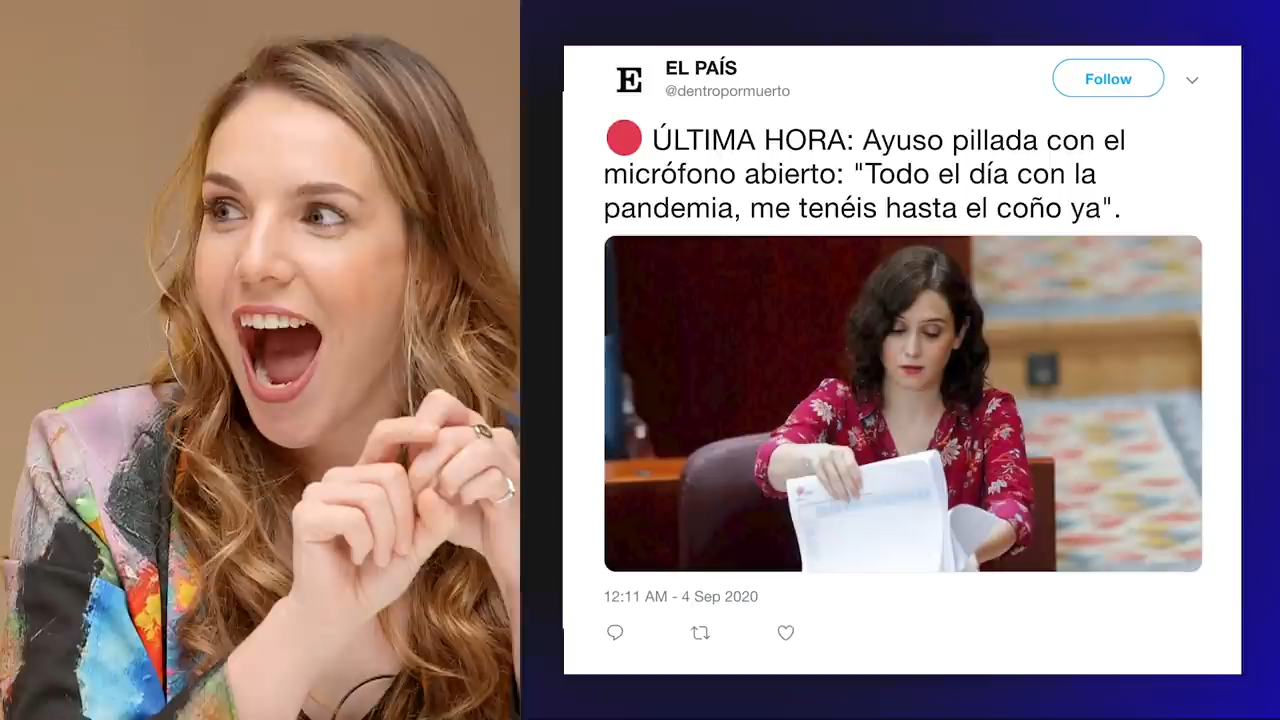 E
EL PAÍS
@dentropormuerto
Follow
🔴 ÚLTIMA HORA: Ayuso pillada con el
micrófono abierto: "Todo el día con la
pandemia, me tenéis hasta el coño ya".
12:11 AM - 4 Sep 2020